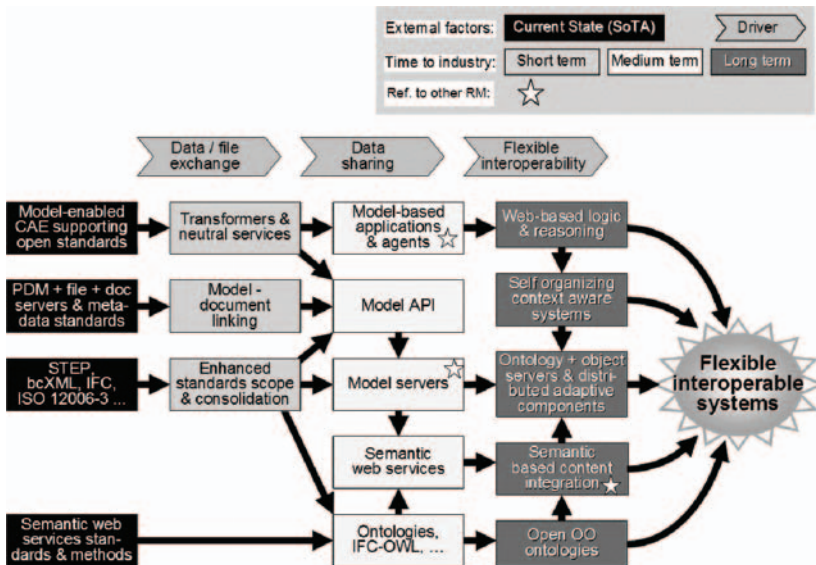 External factors:
Current State (SoTA)
Driver
Time to industry:
Short term
Medium term
Long term
Ref. to other RM:
Data / file
exchange
Data
sharing
Flexible
interoperability
Model-enabled
CAE supporting
open standards
Transformers &
neutral services
Model-based
applications
& agents
Web-based logic
& reasoning
PDM + file + doc
servers & meta-
data standards
Model -
document
linking
Model API
Self organizing
context aware
systems
STEP,
bcXML, IFC,
ISO 12006-3 ...
Enhanced
standards scope
& consolidation
Model servers
Ontology + object
servers & distri-
buted adaptive
components
Flexible
interoperable
systems
Semantic
web services
Semantic
based content
integration
Semantic web
services stan-
dards & methods
Ontologies,
IFC-OWL, ...
Open OO
ontologies